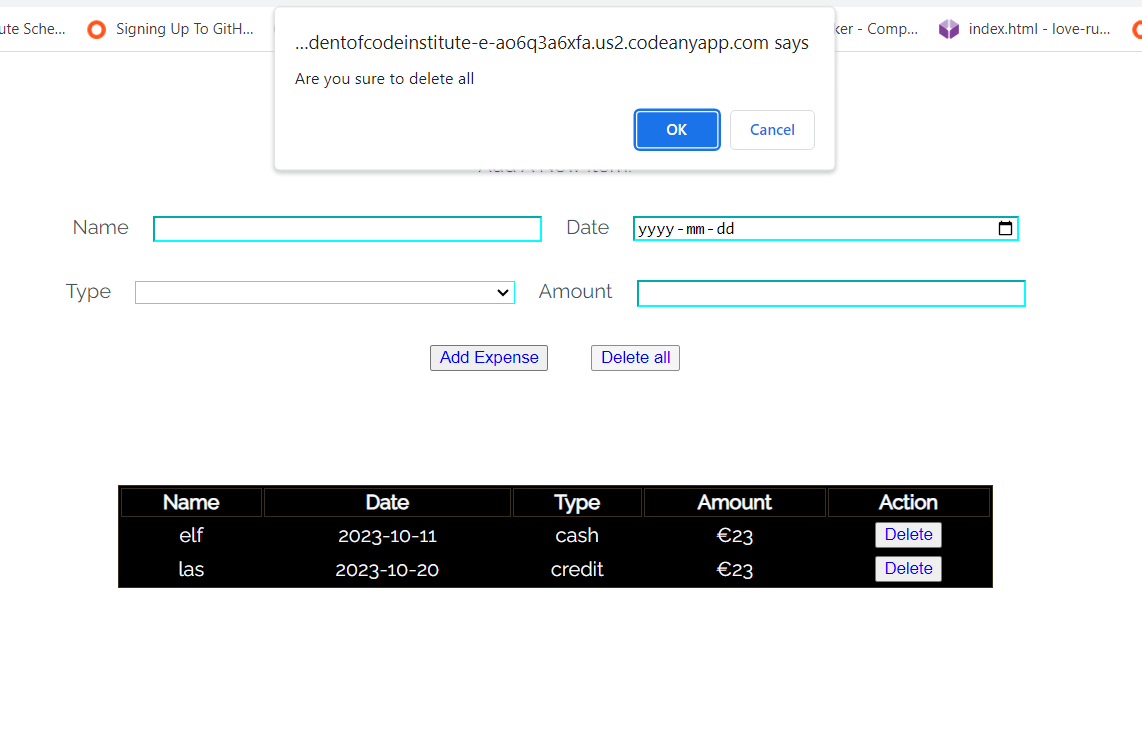 ute Sche... Signing Up To GitH... ker - Comp... index.html - love-ru...
...dentofcodeinstitute-e-ao6q3a6xfa.us2.codeanyapp.com says
Are you sure to delete all
OK Cancel
Name Date yyyy-mm-dd
Type Amount
Add Expense Delete all
Name Date Type Amount Action
elf 2023-10-11 cash €23 Delete
las 2023-10-20 credit €23 Delete